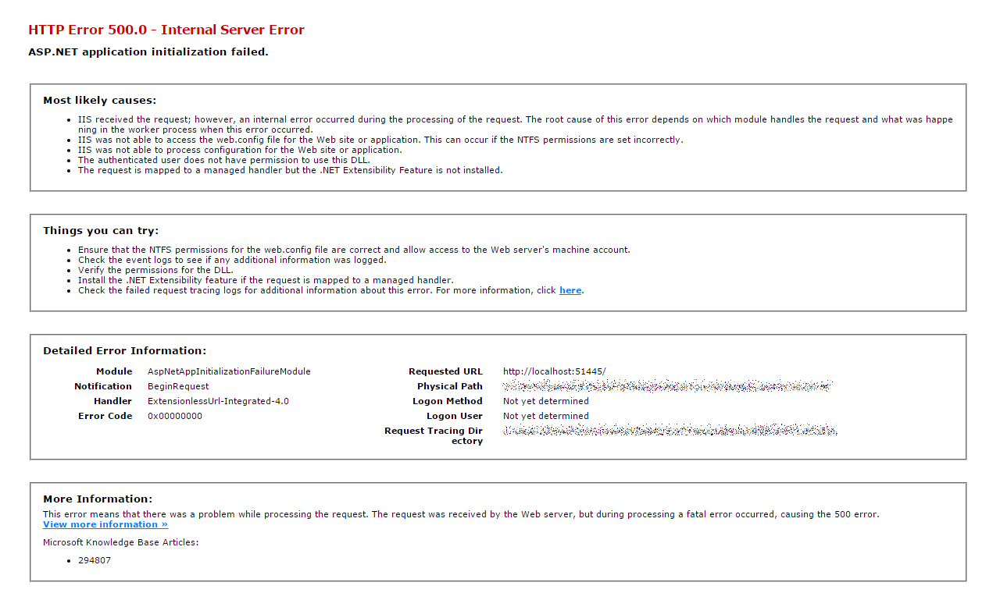 HTTP Error 500.0 - Internal Server Error
ASP.NET application initialization failed.
Most likely causes:
• IIS received the request; however, an internal error occurred during the processing of the request. The root cause of this error depends on which module handles the request and what was happe
ning in the worker process when this error occurred.
• IIS was not able to access the web.config file for the Web site or application. This can occur if the NTFS permissions are set incorrectly.
• IIS was not able to process configuration for the Web site or application.
• The authenticated user does not have permission to use this DLL.
• The request is mapped to a managed handler but the .NET Extensibility Feature is not installed.
Things you can try:
• Ensure that the NTFS permissions for the web.config file are correct and allow access to the Web server's machine account.
• Check the event logs to see if any additional information was logged.
• Verify the permissions for the DLL.
• Install the .NET Extensibility feature if the request is mapped to a managed handler.
• Check the failed request tracing logs for additional information about this error. For more information, click here.
Detailed Error Information:
Module AspNetAppInitializationFailureModule
Notification BeginRequest
Handler ExtensionlessUrl-Integrated-4.0
Error Code 0x00000000
Requested URL http://localhost:51445/
Physical Path
Logon Method Not yet determined
Logon User Not yet determined
Request Tracing Dir
ectory
More Information:
This error means that there was a problem while processing the request. The request was received by the Web server, but during processing a fatal error occurred, causing the 500 error.
View more information »
Microsoft Knowledge Base Articles:
• 294807